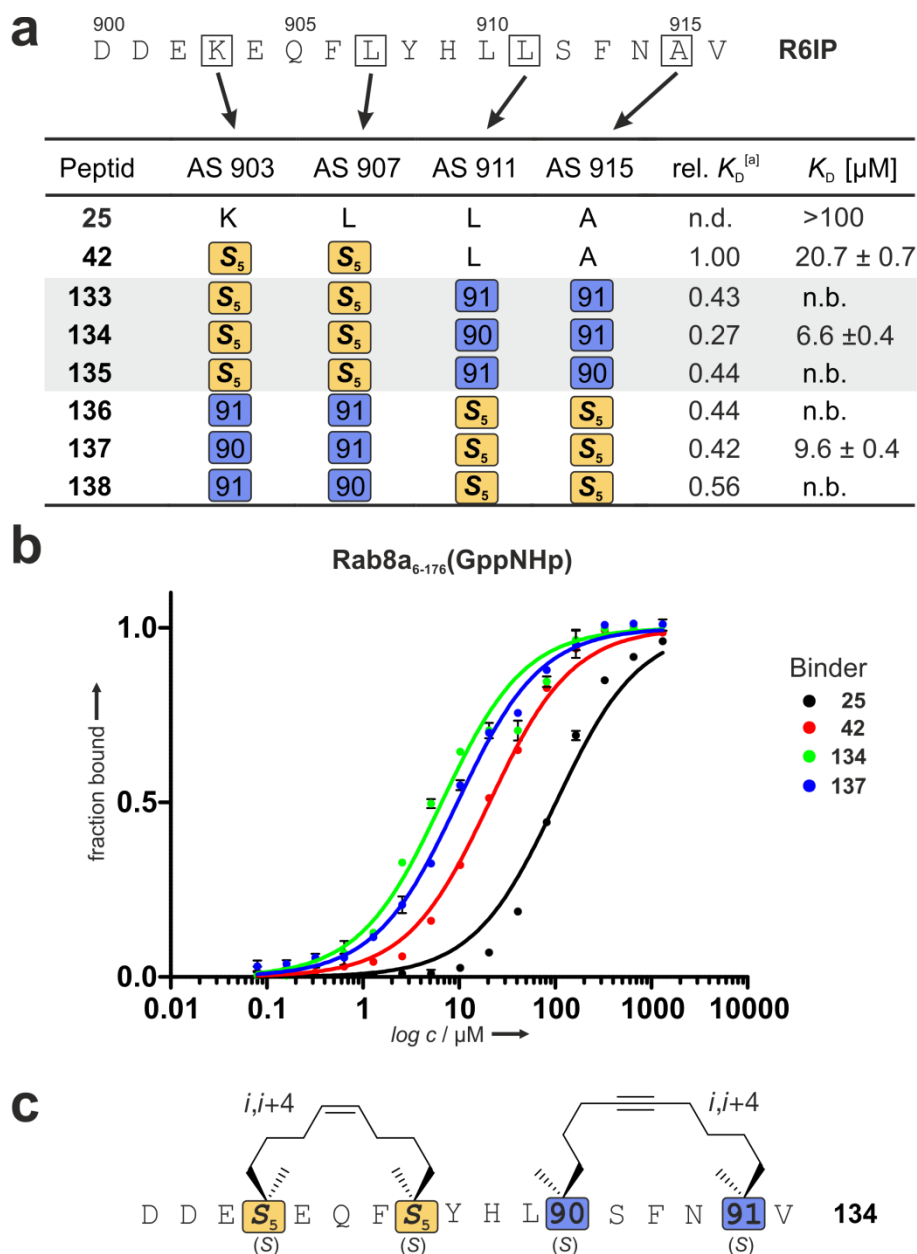 a
900 905 910 915
D D E K E Q F L Y H L L S F N A V R6IP
Peptid AS 903 AS 907 AS 911 AS 915 rel. K_D^[a] K_D [µM]
25 K L L A n.d. >100
42 S₅ S₅ L A 1.00 20.7 ± 0.7
133 S₅ S₅ 91 91 0.43 n.b.
134 S₅ S₅ 90 91 0.27 6.6 ±0.4
135 S₅ S₅ 91 90 0.44 n.b.
136 91 91 S₅ S₅ 0.44 n.b.
137 90 91 S₅ S₅ 0.42 9.6 ± 0.4
138 91 90 S₅ S₅ 0.56 n.b.
b
Rab8a₆₋₁₇₆(GppNHp)
fraction bound
1.0
0.5
0.0
0.01 0.1 1 10 100 1000 10000
log c / µM
Binder
25
42
134
137
c
i,i+4 i,i+4
D D E S₅ E Q F S₅ Y H L 90 S F N 91 V 134
(S) (S) (S) (S)